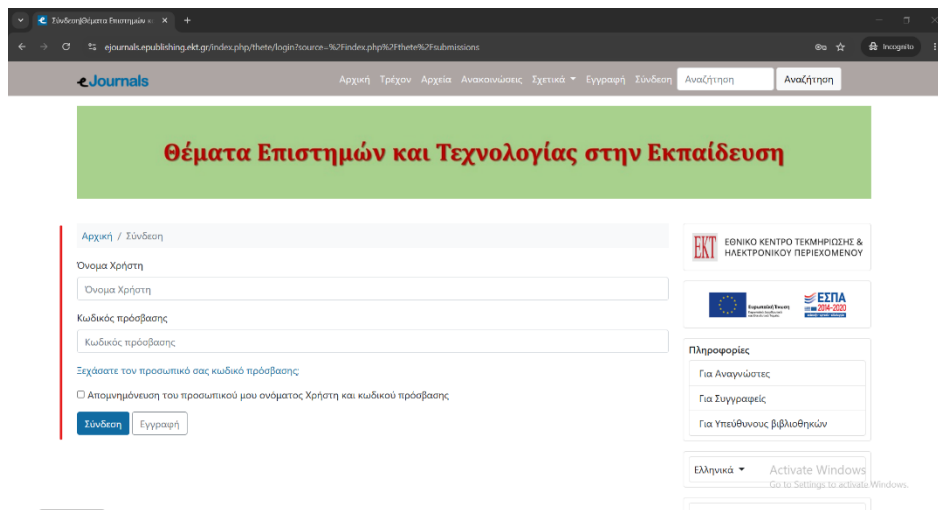 Σύνδεση|Θέματα Επιστημών κα
ejournals.epublishing.ekt.gr/index.php/thete/login?source=%2Findex.php%2Fthete%2Fsubmissions
Incognito
eJournals
Αρχική Τρέχον Αρχεία Ανακοινώσεις Σχετικά Εγγραφή Σύνδεση Αναζήτηση Αναζήτηση
Θέματα Επιστημών και Τεχνολογίας στην Εκπαίδευση
Αρχική / Σύνδεση
Όνομα Χρήστη
Όνομα Χρήστη
Κωδικός πρόσβασης
Κωδικός πρόσβασης
Ξεχάσατε τον προσωπικό σας κωδικό πρόσβασης;
Απομνημόνευση του προσωπικού μου ονόματος Χρήστη και κωδικού πρόσβασης
Σύνδεση Εγγραφή
ΕΚΤ
ΕΘΝΙΚΟ ΚΕΝΤΡΟ ΤΕΚΜΗΡΙΩΣΗΣ &
ΗΛΕΚΤΡΟΝΙΚΟΥ ΠΕΡΙΕΧΟΜΕΝΟΥ
Ευρωπαϊκή Ένωση
ΕΣΠΑ
2014-2020
Πληροφορίες
Για Αναγνώστες
Για Συγγραφείς
Για Υπεύθυνους βιβλιοθηκών
Ελληνικά
Activate Windows
Go to Settings to activate Windows.